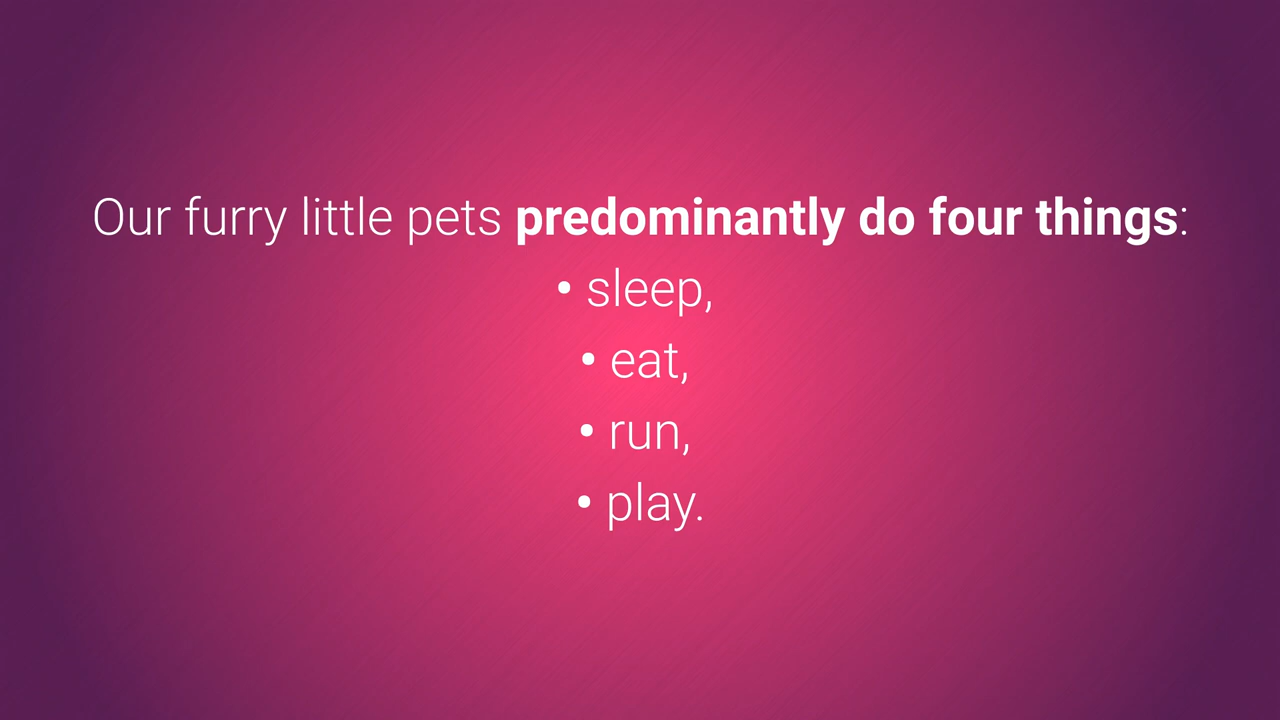 Our furry little pets predominantly do four things:
• sleep,
• eat,
• run,
• play.